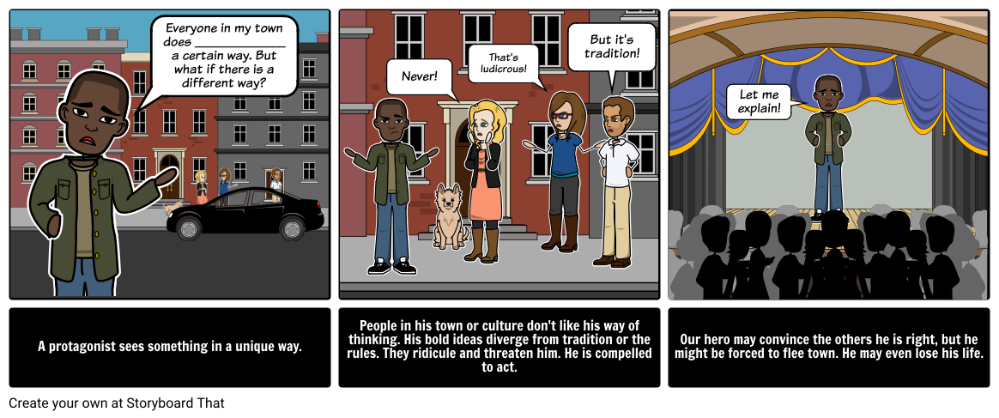 Everyone in my town
does ______________
a certain way. But
what if there is a
different way?
Never!
That's
ludicrous!
But it's
tradition!
Let me
explain!
A protagonist sees something in a unique way.
People in his town or culture don't like his way of
thinking. His bold ideas diverge from tradition or the
rules. They ridicule and threaten him. He is compelled
to act.
Our hero may convince the others he is right, but he
might be forced to flee town. He may even lose his life.
Create your own at Storyboard That